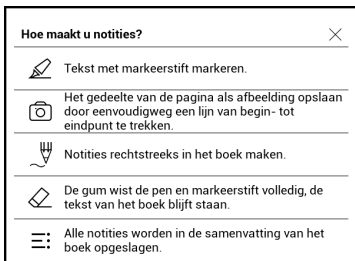 Hoe maakt u notities?
Tekst met markeerstift markeren.
Het gedeelte van de pagina als afbeelding opslaan
door eenvoudigweg een lijn van begin- tot
eindpunt te trekken.
Notities rechtstreeks in het boek maken.
De gum wist de pen en markeerstift volledig, de
tekst van het boek blijft staan.
Alle notities worden in de samenvatting van het
boek opgeslagen.